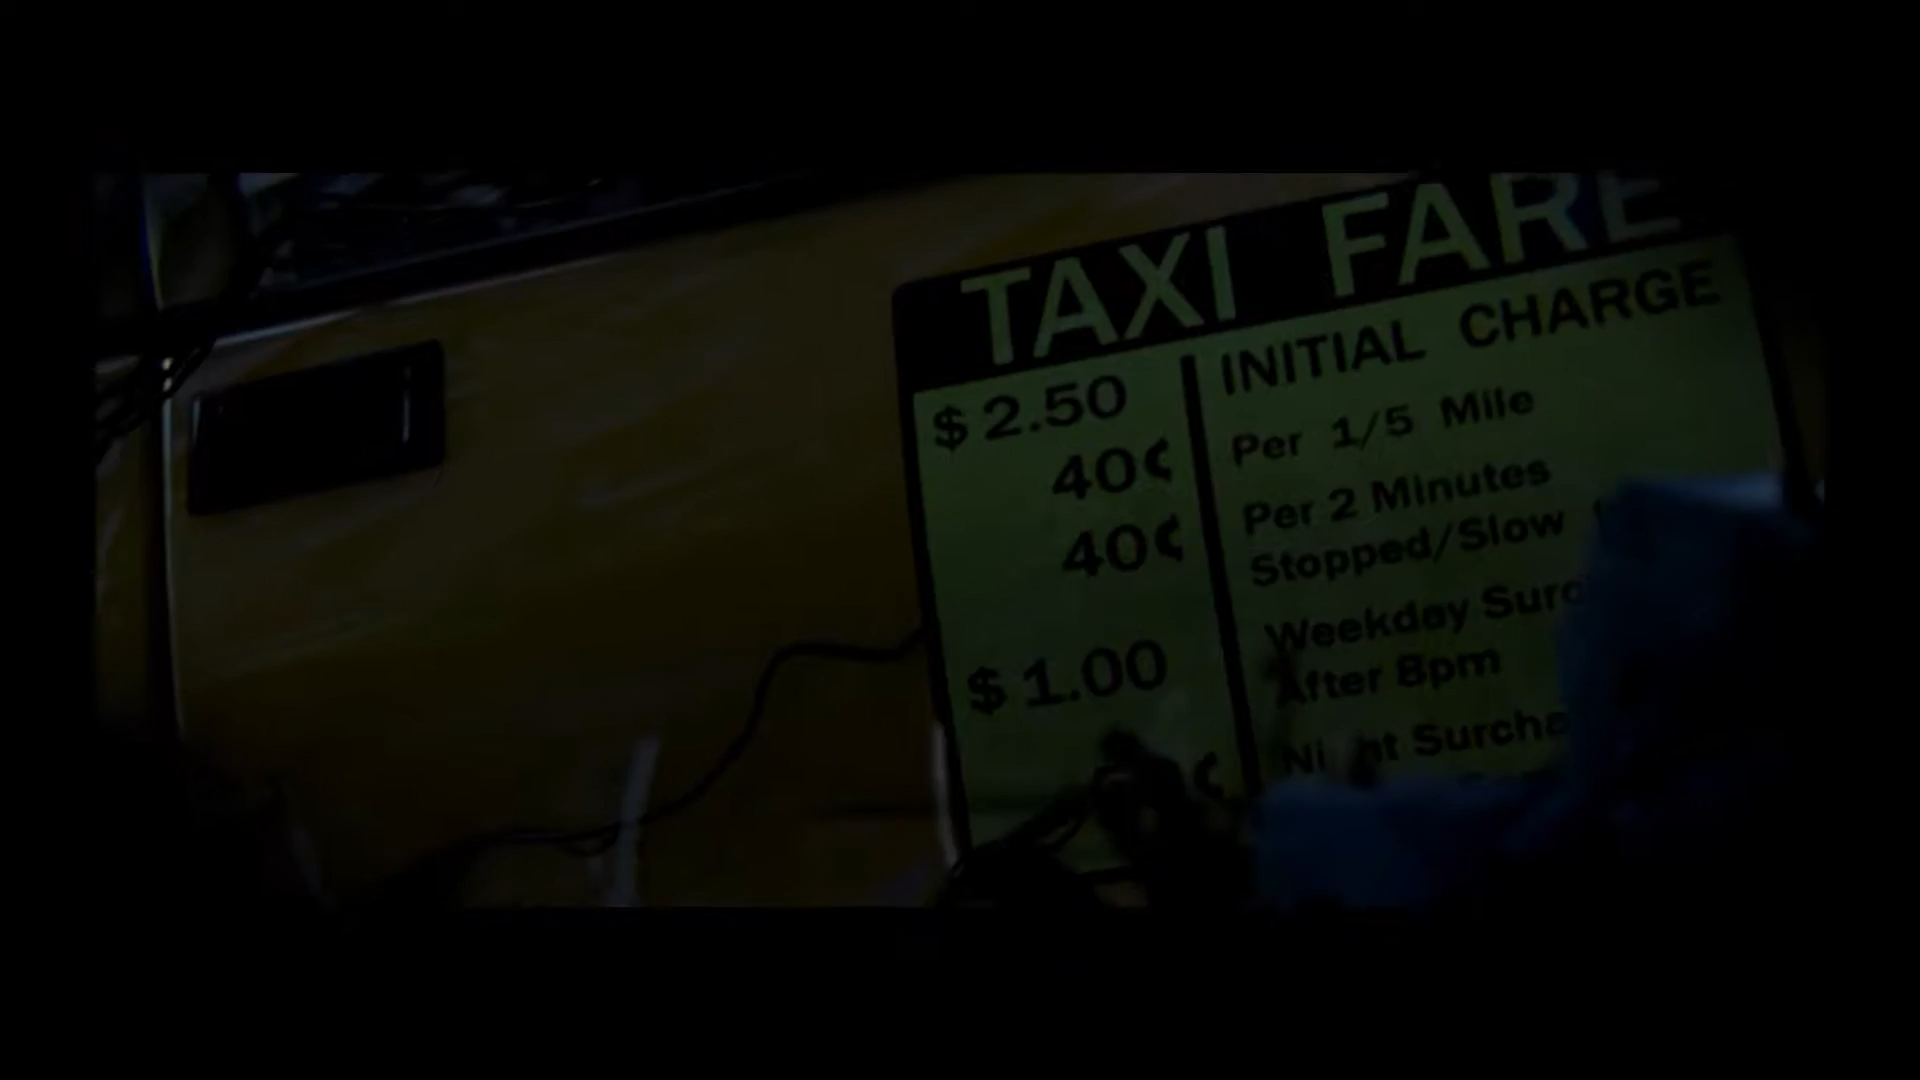 TAXI FARE
$2.50 INITIAL CHARGE
40¢ Per 1/5 Mile
40¢ Per 2 Minutes
Stopped/Slow
$1.00 Weekday
After 8pm
¢